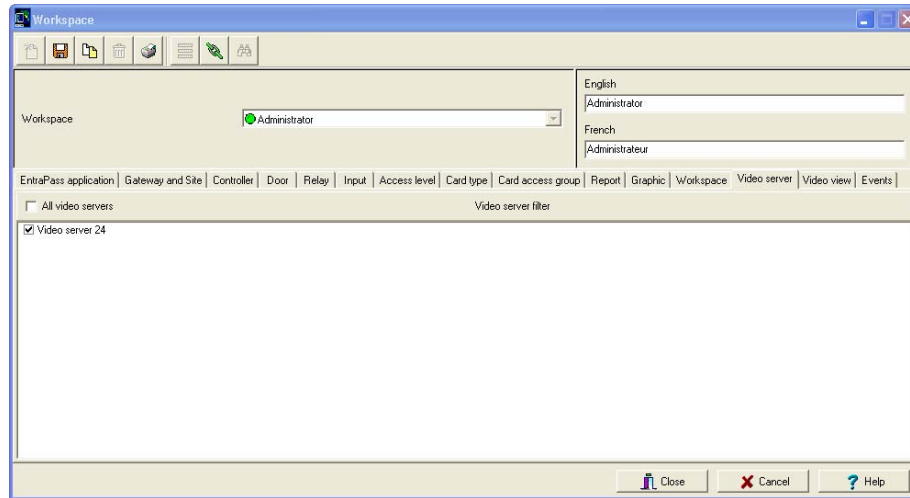 Workspace
English
Administrator
Workspace
Administrator
French
Administrateur
EntraPass application Gateway and Site Controller Door Relay Input Access level Card type Card access group Report Graphic Workspace Video server Video view Events
All video servers Video server filter
Video server 24
Close Cancel ? Help